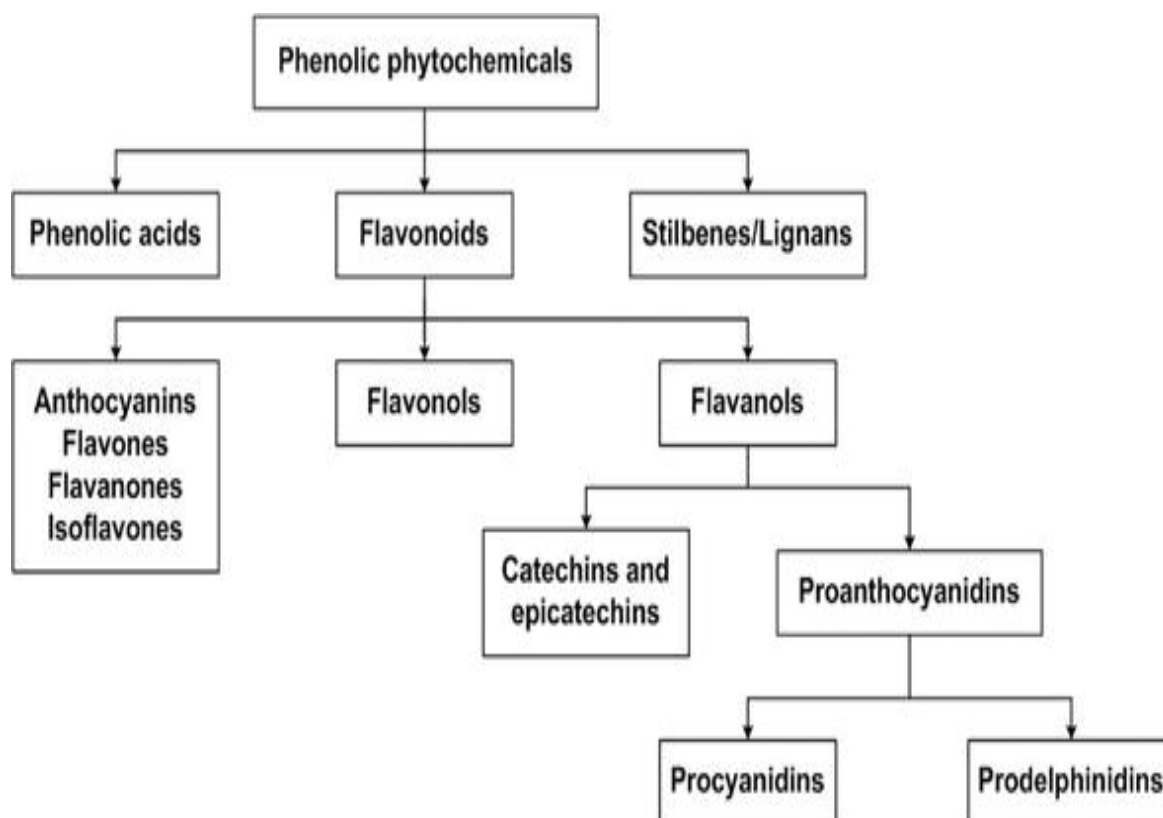 Phenolic phytochemicals
Phenolic acids
Flavonoids
Stilbenes/Lignans
Anthocyanins
Flavones
Flavanones
Isoflavones
Flavonols
Flavanols
Catechins and
epicatechins
Proanthocyanidins
Procyanidins
Prodelphinidins